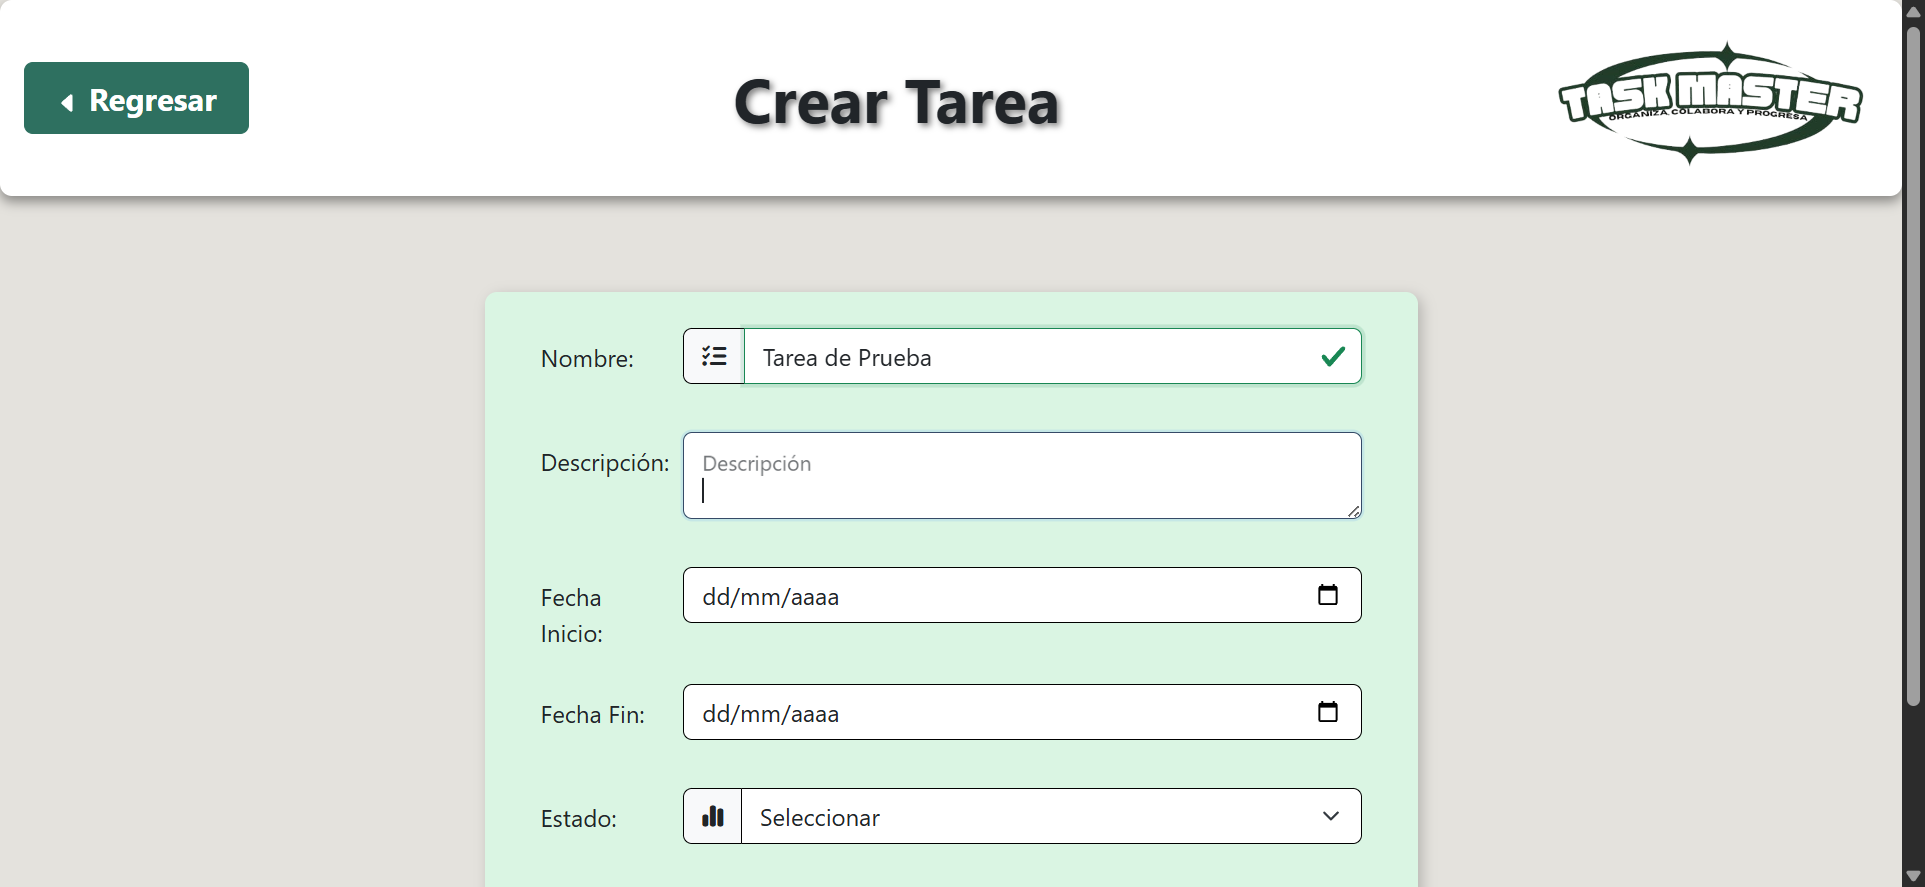 Regresar
Crear Tarea
TASK MASTER
ORGANIZA, COLABORA Y PROGRESA
Nombre:
Tarea de Prueba
Descripción:
Descripción
Fecha
Inicio:
dd/mm/aaaa
Fecha Fin:
dd/mm/aaaa
Estado:
Seleccionar